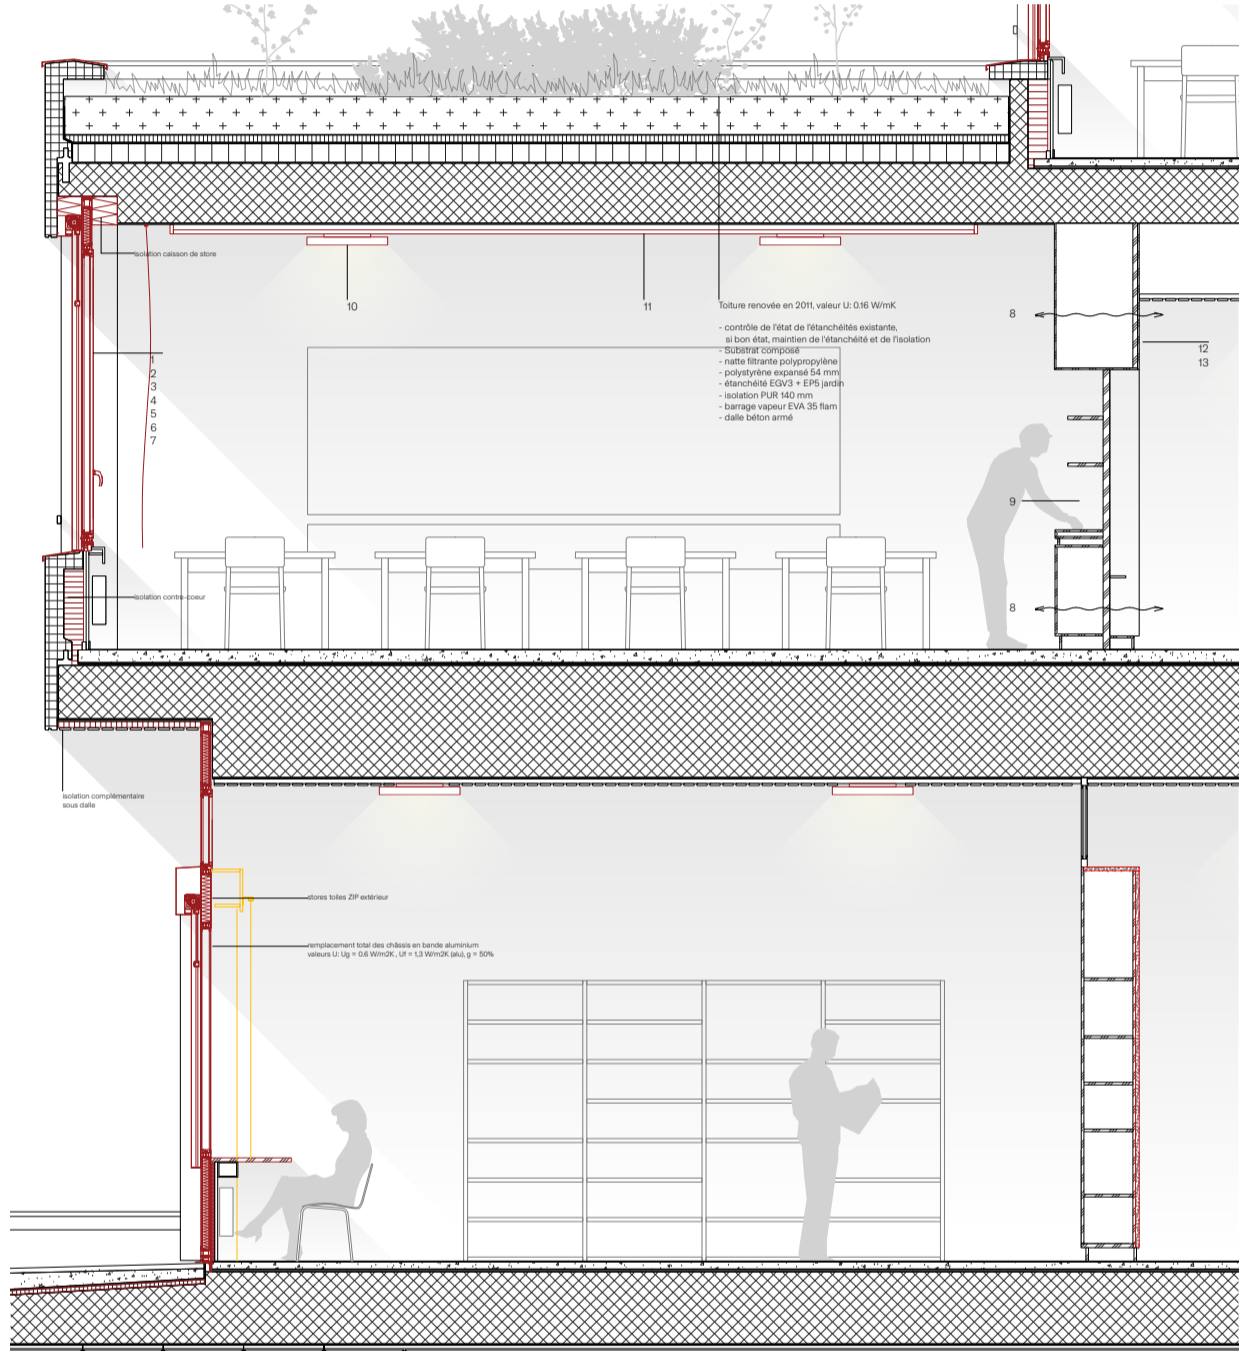 isolation caisson de store
10
11
Toiture renovée en 2011, valeur U: 0.16 W/mK
- contrôle de l'état de l'étanchéités existante,
si bon état, maintien de l'étanchéité et de l'isolation
- Substrat composé
- natte filtrante polypropylène
- polystyrène expansé 54 mm
- étanchéité EGV3 + EP5 jardin
- isolation PUR 140 mm
- barrage vapeur EVA 35 flam
- dalle béton armé
8
12
13
1
2
3
4
5
6
7
9
isolation contre-coeur
8
isolation complémentaire
sous dalle
stores toiles ZIP extérieur
remplacement total des châssis en bande aluminium
valeurs U: Ug = 0.6 W/m2K , Uf = 1,3 W/m2K (alu), g = 50%